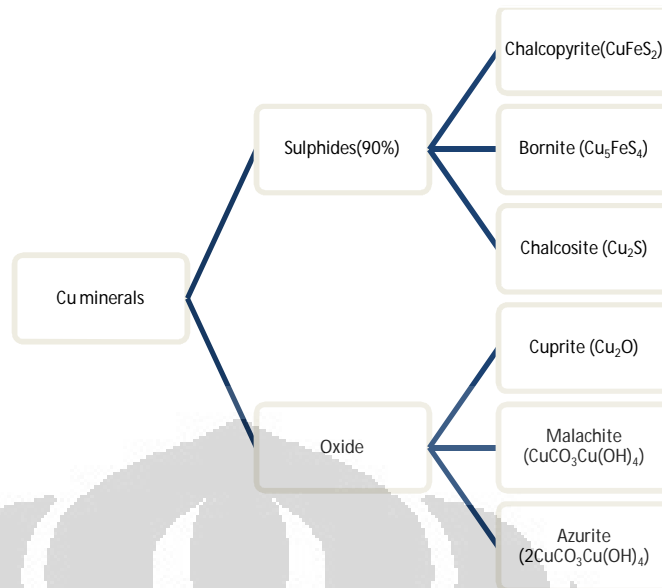 Chalcopyrite(CuFeS₂)
Sulphides(90%)
Bornite (Cu₅FeS₄)
Chalcosite (Cu₂S)
Cu minerals
Cuprite (Cu₂O)
Oxide
Malachite
(CuCO₃Cu(OH)₄)
Azurite
(2CuCO₃Cu(OH)₄)